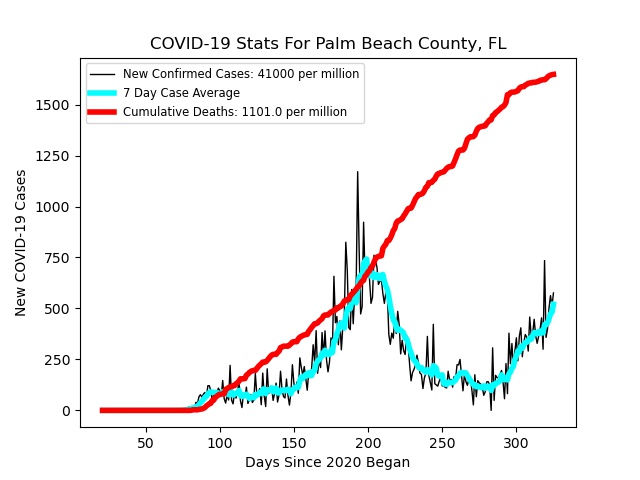 COVID-19 Stats For Palm Beach County, FL
New Confirmed Cases: 41000 per million
7 Day Case Average
Cumulative Deaths: 1101.0 per million
New COVID-19 Cases
1500
1250
1000
750
500
250
0
50
100
150
200
250
300
Days Since 2020 Began